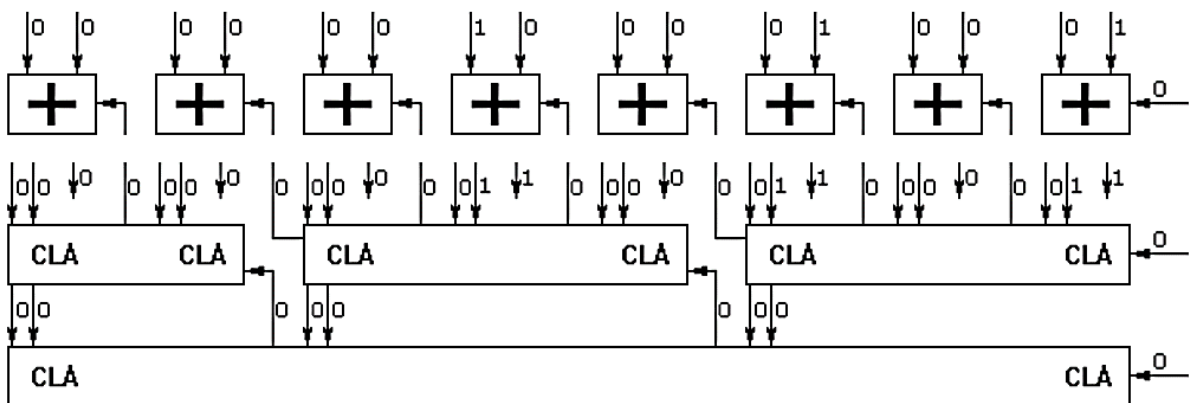 0 0 0 0 0 0 1 0 0 0 0 1 0 0 0 1
+ + + + + + + + 0
0 0 0 0 0 0 0 0 0 0 0 0 0 1 1 0 0 0 0 0 0 1 1 0 0 0 0 0 0 1 1
CLA CLA CLA CLA CLA CLA 0
0 0 0 0 0 0 0 0
CLA CLA 0